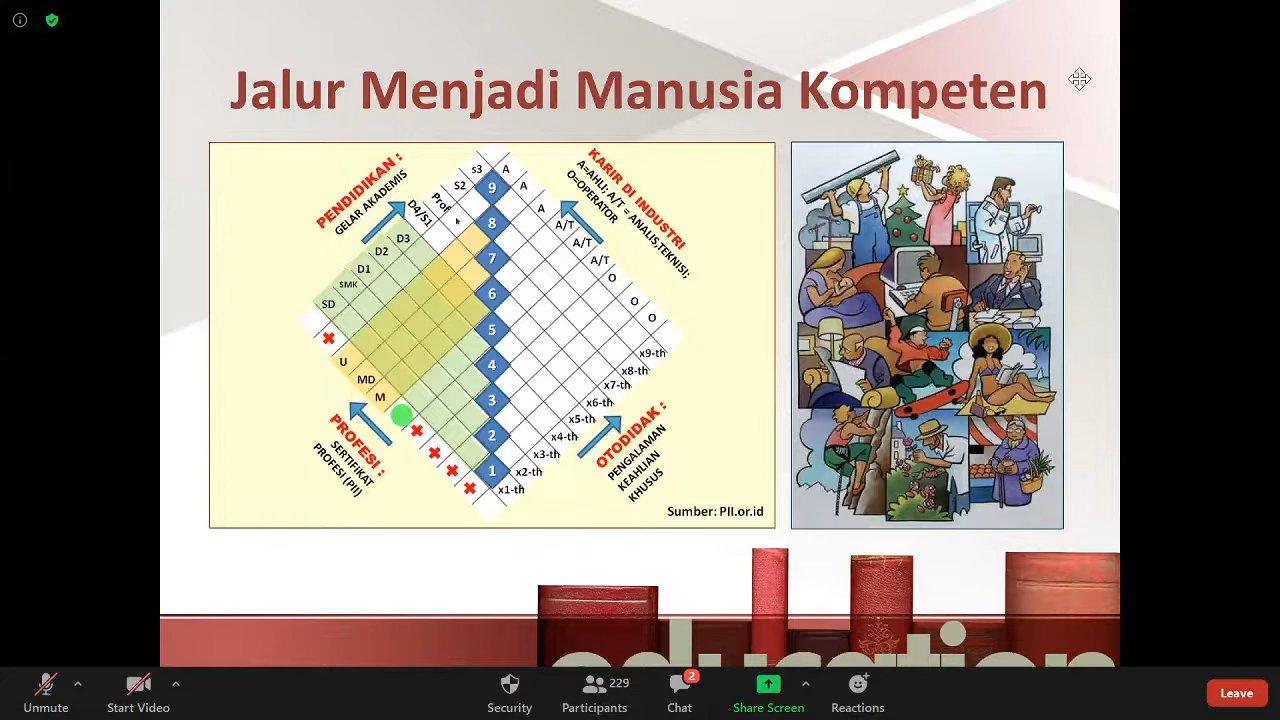 Jalur Menjadi Manusia Kompeten
PENDIDIKAN :
GELAR AKADEMIS
KARIR DI INDUSTRI
A=AHLI; A/T = ANALIS,TEKNISI;
O=OPERATOR
s3
S2
Prof
D4/S1
D3
D2
D1
SMK
SD
A
A
A
A/T
A/T
A/T
O
O
O
9
8
7
6
5
4
3
2
1
U
MD
M
x9-th
x8-th
x7-th
x6-th
x5-th
x4-th
x3-th
x2-th
x1-th
PROFESI :
SERTIFIKAT
PROFESI (PII)
OTODIDAK :
PENGALAMAN
KEAHLIAN
KHUSUS
Sumber: PII.or.id
education
Unmute
Start Video
Security
229
Participants
2
Chat
Share Screen
Reactions
Leave